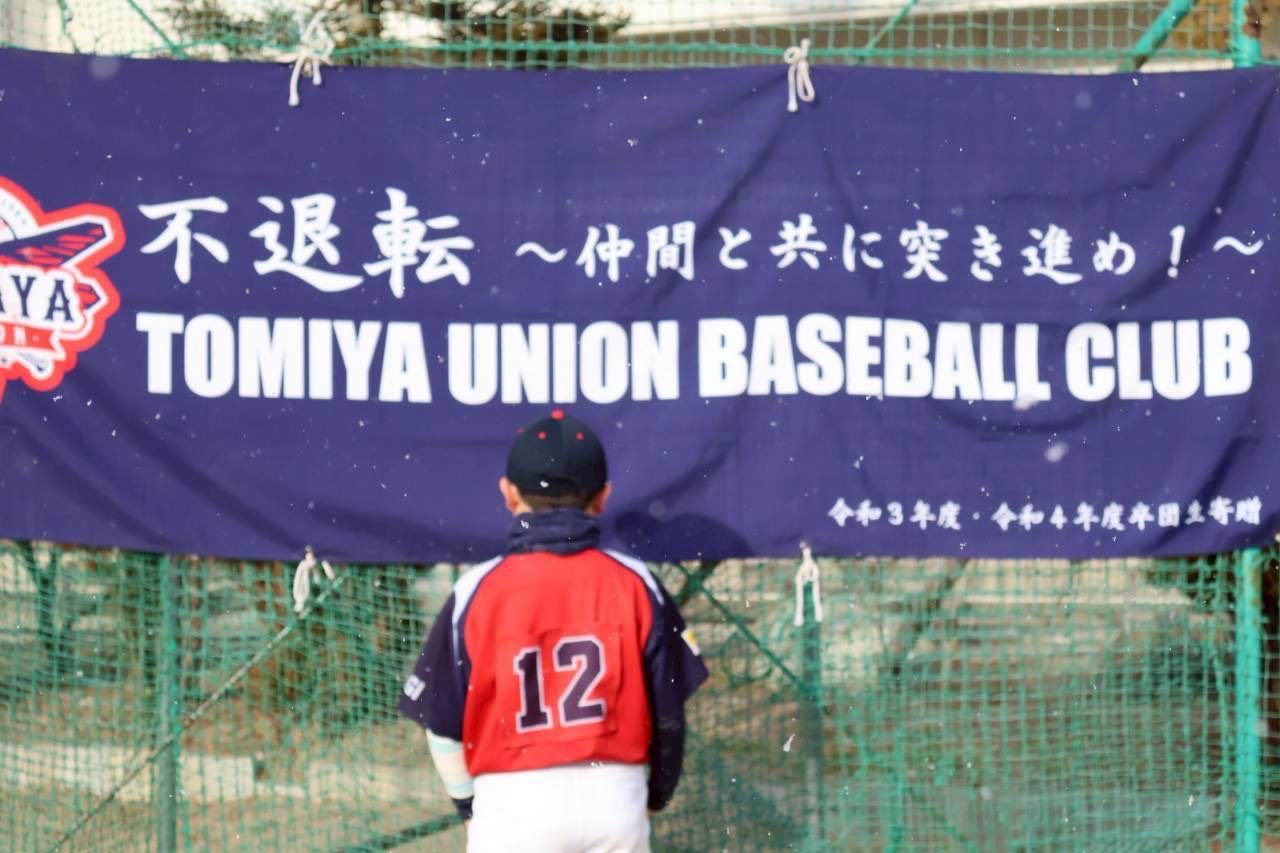 不退転 ～仲間と共に突き進め！～
TOMIYA UNION BASEBALL CLUB
令和３年度・令和４年度卒団生寄贈
12